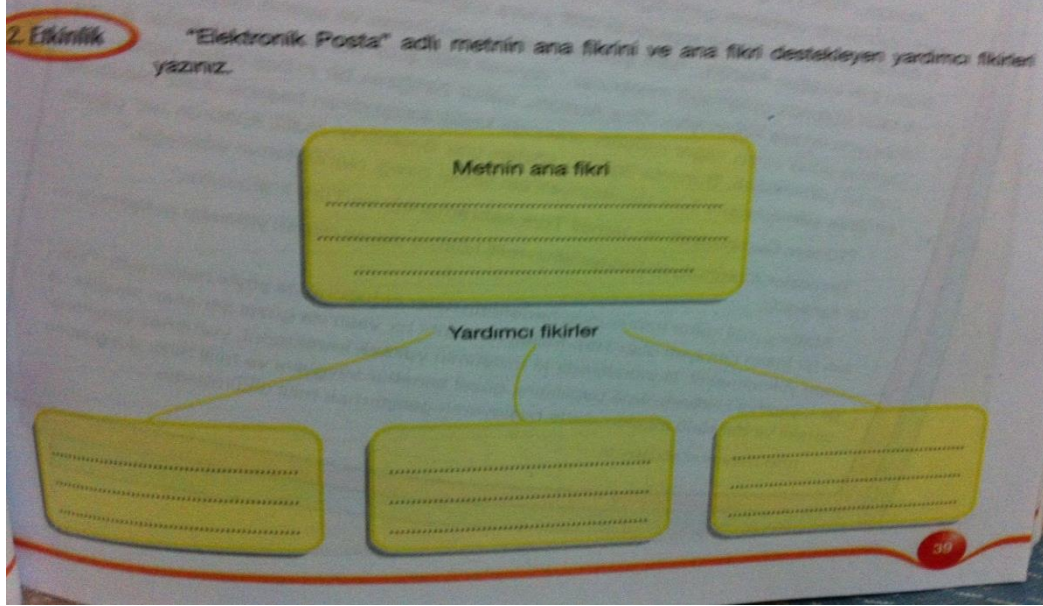 2. Etkinlik
"Elektronik Posta" adlı metnin ana fikrini ve ana fikri destekleyen yardımcı fikirleri
yazınız.
Metnin ana fikri
Yardımcı fikirler
39